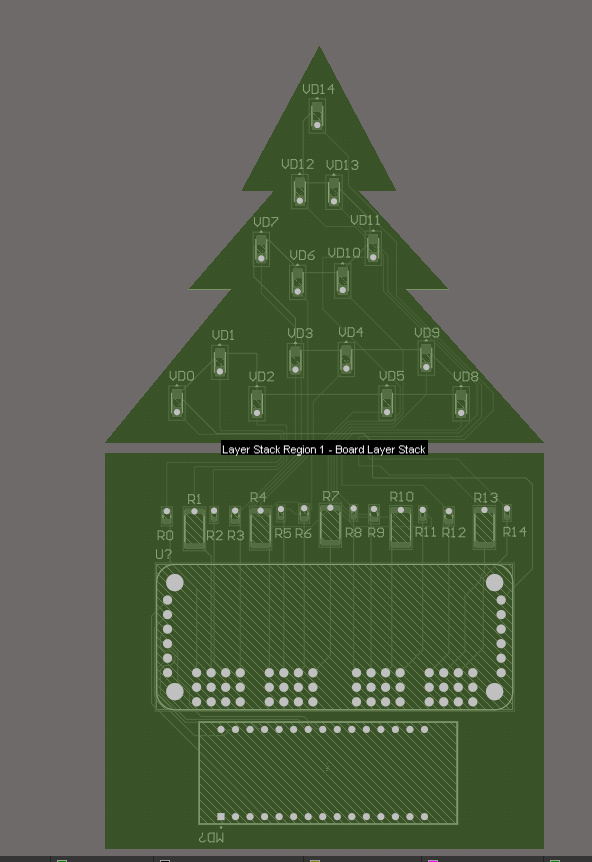 VD14
VD12 VD13
VD7 VD11
VD6 VD10
VD1 VD3 VD4 VD9
VD0 VD2 VD5 VD8
Layer Stack Region 1 - Board Layer Stack
R1 R4 R7 R10 R13
R0 R2 R3 R5 R6 R8 R9 R11 R12 R14
U?
MD?